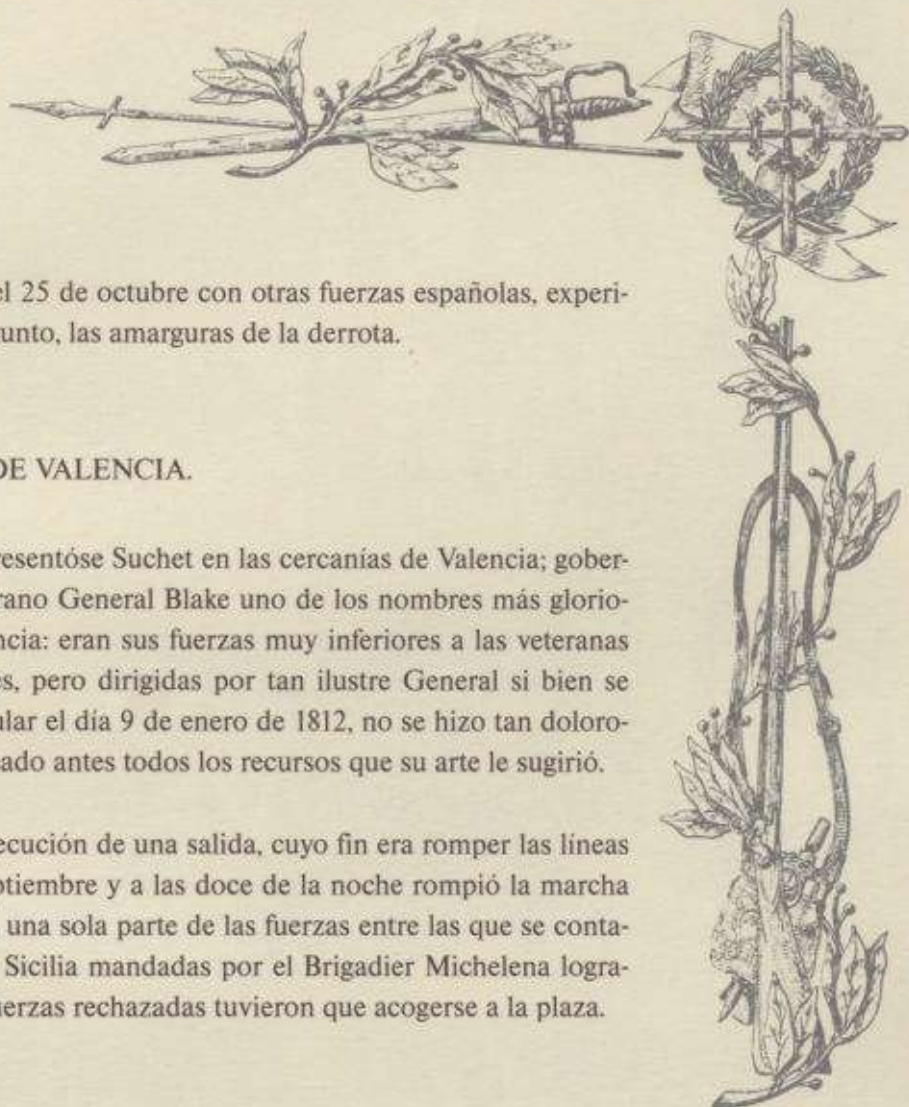 el 25 de octubre con otras fuerzas españolas, experi-
unto, las amarguras de la derrota.
DE VALENCIA.
resentóse Suchet en las cercanías de Valencia; gober-
rano General Blake uno de los nombres más glorio-
ncia: eran sus fuerzas muy inferiores a las veteranas
es, pero dirigidas por tan ilustre General si bien se
ular el día 9 de enero de 1812, no se hizo tan doloro-
ado antes todos los recursos que su arte le sugirió.
ecución de una salida, cuyo fin era romper las líneas
ptiembre y a las doce de la noche rompió la marcha
una sola parte de las fuerzas entre las que se conta-
Sicilia mandadas por el Brigadier Michelena logra-
uerzas rechazadas tuvieron que acogerse a la plaza.